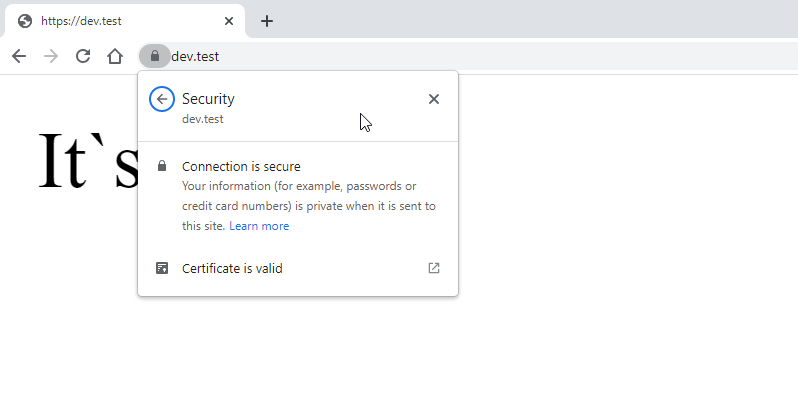 https://dev.test
dev.test
Security
dev.test
It`s
Connection is secure
Your information (for example, passwords or
credit card numbers) is private when it is sent to
this site. Learn more
Certificate is valid